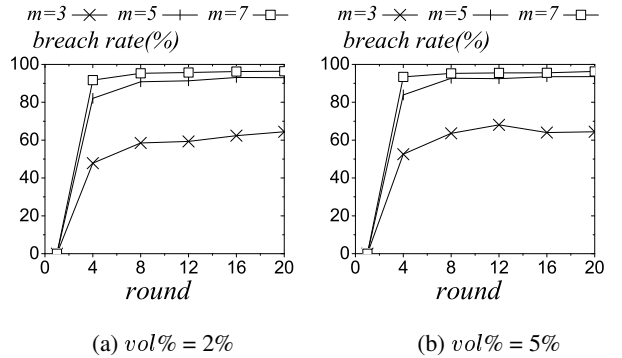 m=3 m=5 m=7
breach rate(%)
100
80
60
40
20
0
0 4 8 12 16 20
round
(a) vol% = 2%
m=3 m=5 m=7
breach rate(%)
100
80
60
40
20
0
0 4 8 12 16 20
round
(b) vol% = 5%